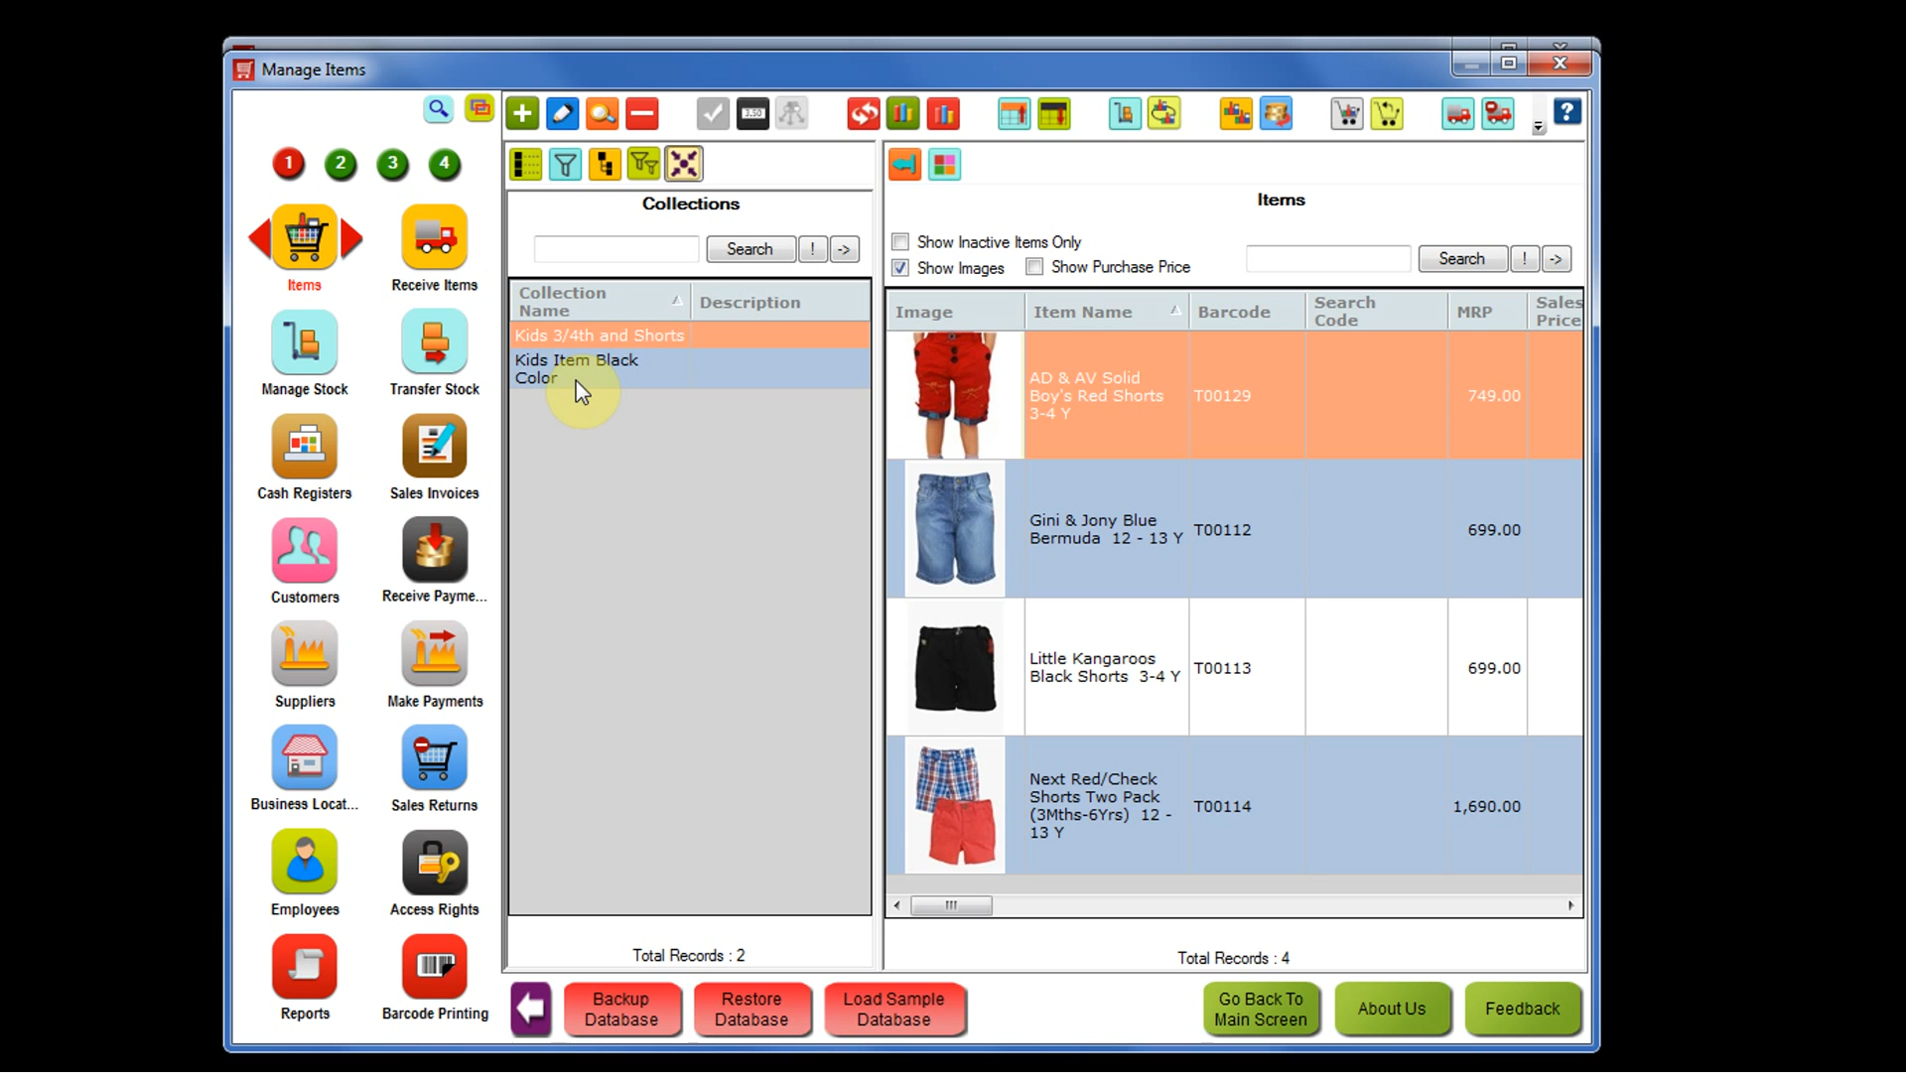 Manage Items
1
2
3
4
Items
Receive Items
Manage Stock
Transfer Stock
Cash Registers
Sales Invoices
Customers
Receive Payme...
Suppliers
Make Payments
Business Locat...
Sales Returns
Employees
Access Rights
Reports
Barcode Printing
3.50
?
Collections
Search
!
->
Collection
Name
Description
Kids 3/4th and Shorts
Kids Item Black
Color
Total Records : 2
Items
Show Inactive Items Only
Show Images
Show Purchase Price
Search
!
->
Image
Item Name
Barcode
Search
Code
MRP
Sales
Price
AD & AV Solid
Boy's Red Shorts
3-4 Y
T00129
749.00
Gini & Jony Blue
Bermuda 12 - 13 Y
T00112
699.00
Little Kangaroos
Black Shorts 3-4 Y
T00113
699.00
Next Red/Check
Shorts Two Pack
(3Mths-6Yrs) 12 -
13 Y
T00114
1,690.00
Total Records : 4
Backup
Database
Restore
Database
Load Sample
Database
Go Back To
Main Screen
About Us
Feedback